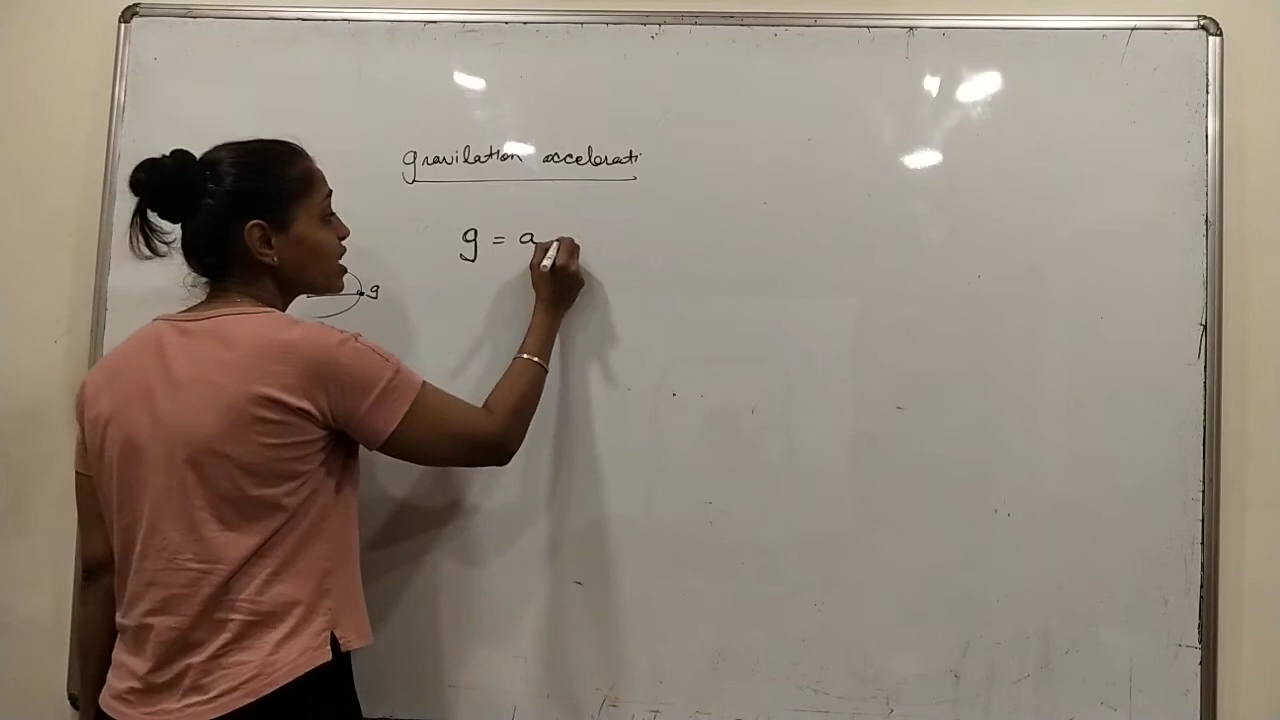 gravilation accelerati
g = a
g